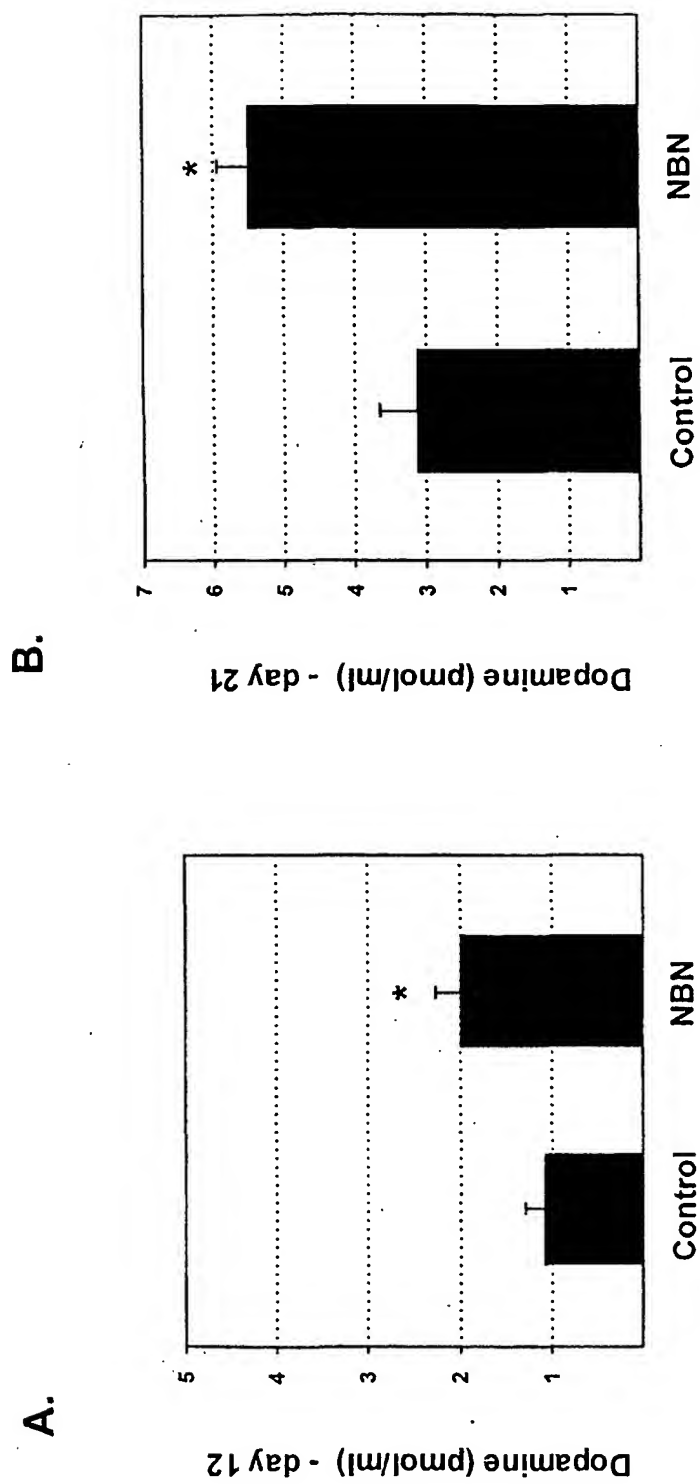 A.
Dopamine (pmol/ml) - day 12
5
4
3
2
1
*
Control NBN
B.
Dopamine (pmol/ml) - day 21
7
6
5
4
3
2
1
*
Control NBN